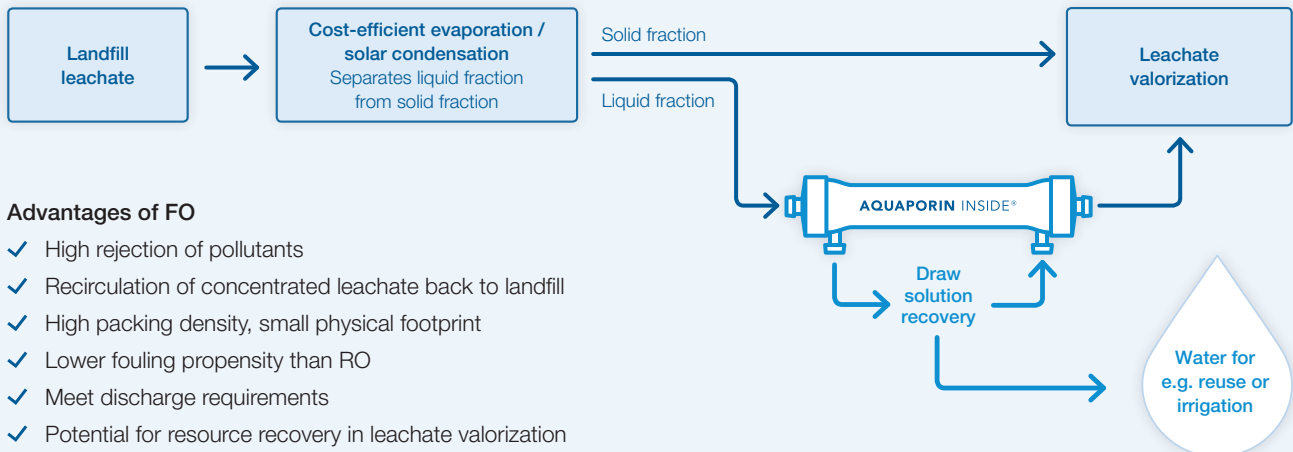 Landfill
leachate
Cost-efficient evaporation /
solar condensation
Separates liquid fraction
from solid fraction
Solid fraction
Liquid fraction
Leachate
valorization
AQUAPORIN INSIDE®
Draw
solution
recovery
Water for
e.g. reuse or
irrigation
Advantages of FO
High rejection of pollutants
Recirculation of concentrated leachate back to landfill
High packing density, small physical footprint
Lower fouling propensity than RO
Meet discharge requirements
Potential for resource recovery in leachate valorization